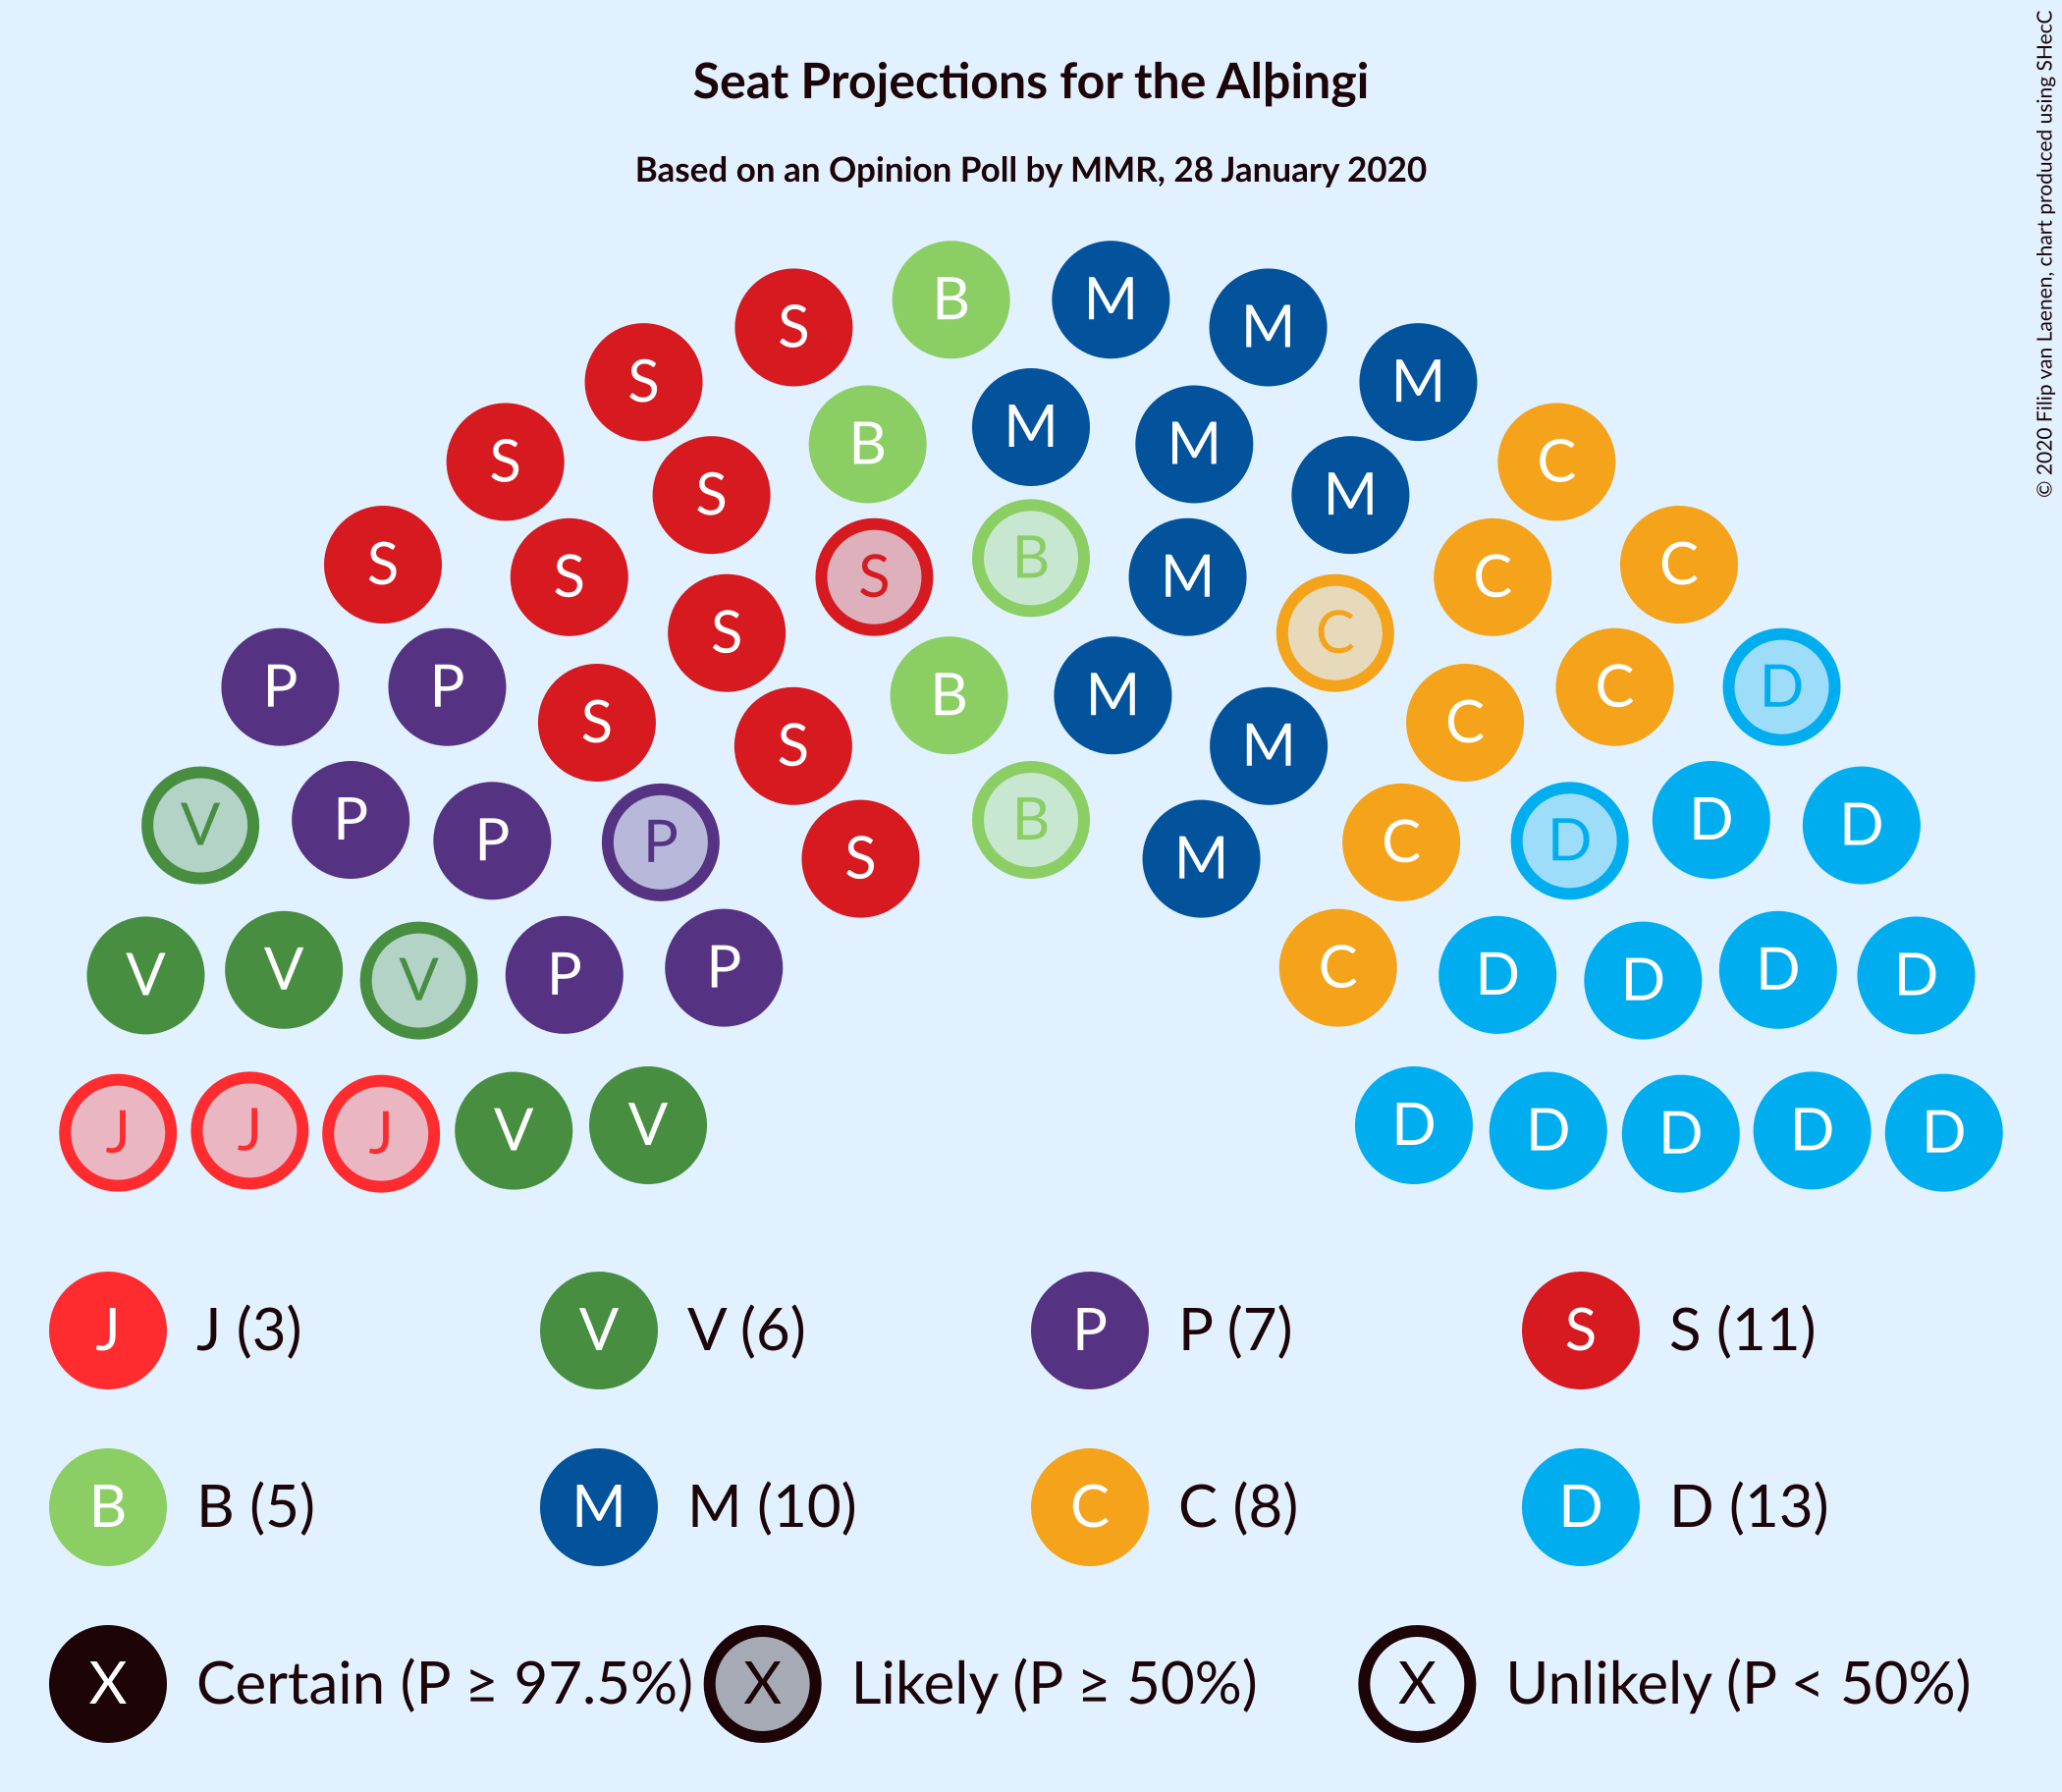 Seat Projections for the Alþingi
Based on an Opinion Poll by MMR, 28 January 2020
© 2020 Filip van Laenen, chart produced using SHecC
B M
S M
S M
B M M
S C
S M
B
S C
S S M C
S C
P P B M C D
S C
S M
V P P P C D D D
S B M
V V V P P C D D D D
J J J V V D D D D D
J J (3) V V (6) P P (7) S S (11)
B B (5) M M (10) C C (8) D D (13)
X Certain (P ≥ 97.5%) X Likely (P ≥ 50%) X Unlikely (P < 50%)